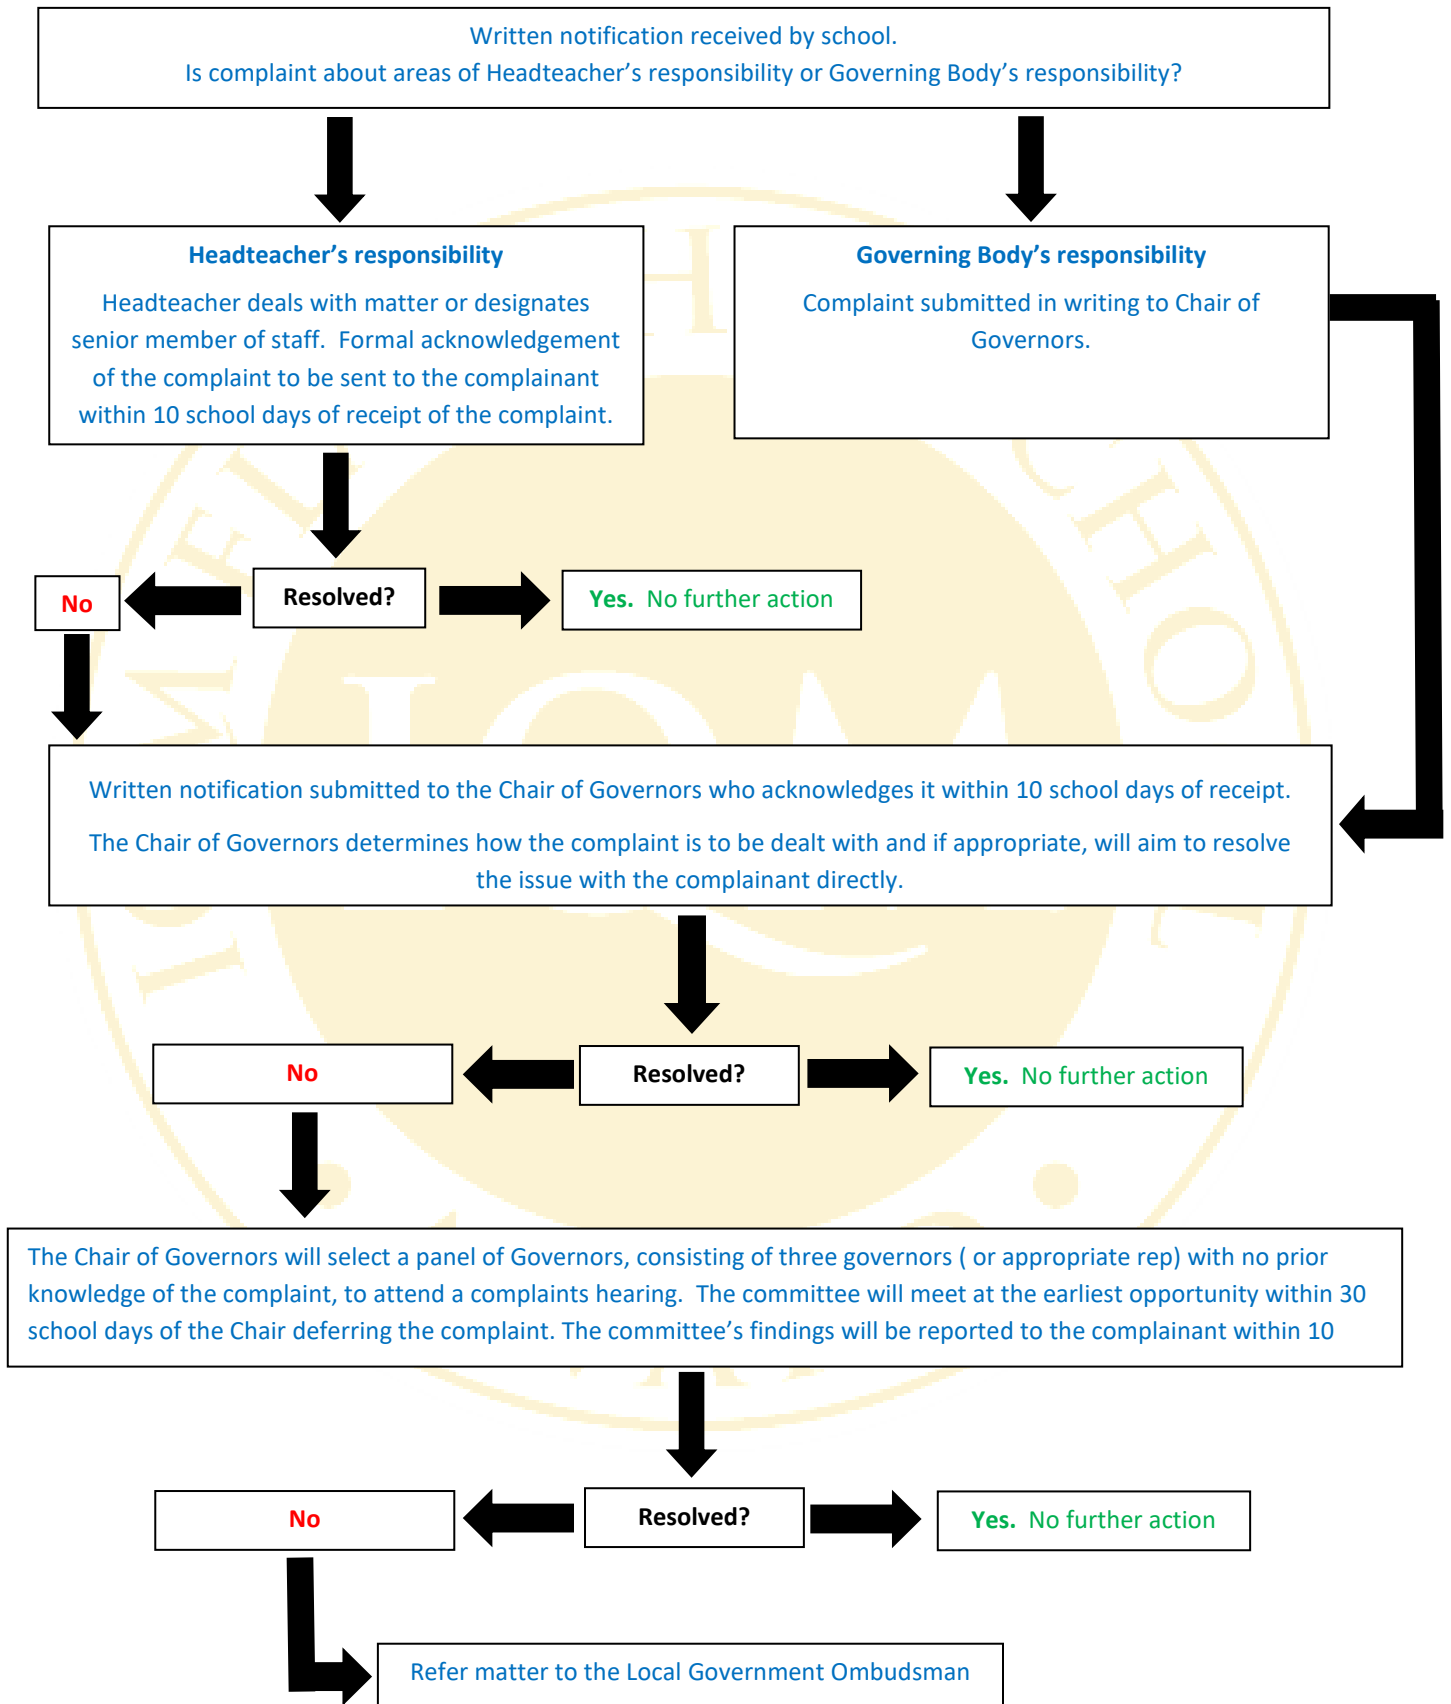 Written notification received by school.
Is complaint about areas of Headteacher’s responsibility or Governing Body’s responsibility?
Headteacher’s responsibility
Headteacher deals with matter or designates
senior member of staff.  Formal acknowledgement
of the complaint to be sent to the complainant
within 10 school days of receipt of the complaint.
Governing Body’s responsibility
Complaint submitted in writing to Chair of
Governors.
No
Resolved?
Yes.  No further action
Written notification submitted to the Chair of Governors who acknowledges it within 10 school days of receipt.
The Chair of Governors determines how the complaint is to be dealt with and if appropriate, will aim to resolve
the issue with the complainant directly.
No
Resolved?
Yes.  No further action
The Chair of Governors will select a panel of Governors, consisting of three governors ( or appropriate rep) with no prior
knowledge of the complaint, to attend a complaints hearing.  The committee will meet at the earliest opportunity within 30
school days of the Chair deferring the complaint. The committee’s findings will be reported to the complainant within 10
No
Resolved?
Yes.  No further action
Refer matter to the Local Government Ombudsman